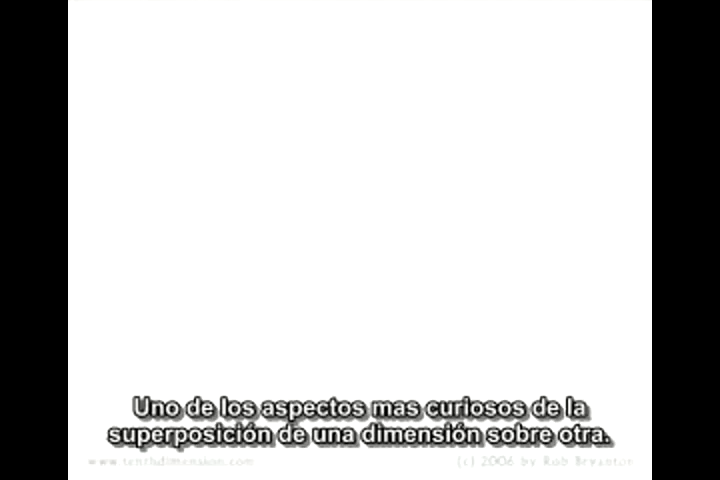 Uno de los aspectos mas curiosos de la
superposición de una dimensión sobre otra.
www.tenthdimension.com (c) 2006 by Rob Bryanton